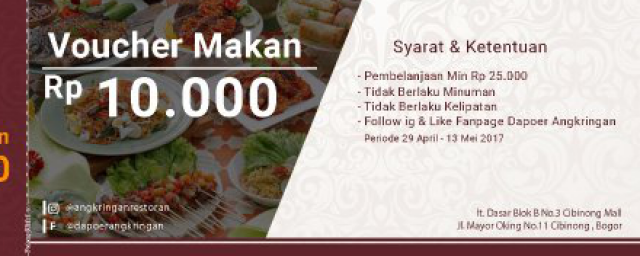 Voucher Makan
Rp 10.000
@angkringanrestoran
@dapoerangkringan
n
0
Syarat & Ketentuan
- Pembelanjaan Min Rp 25.000
- Tidak Berlaku Minuman
- Tidak Berlaku Kelipatan
- Follow ig & Like Fanpage Dapoer Angkringan
Periode 29 April - 13 Mei 2017
lt. Dasar Blok B No.3 Cibinong Mall
Jl. Mayor Oking No.11 Cibinong , Bogor